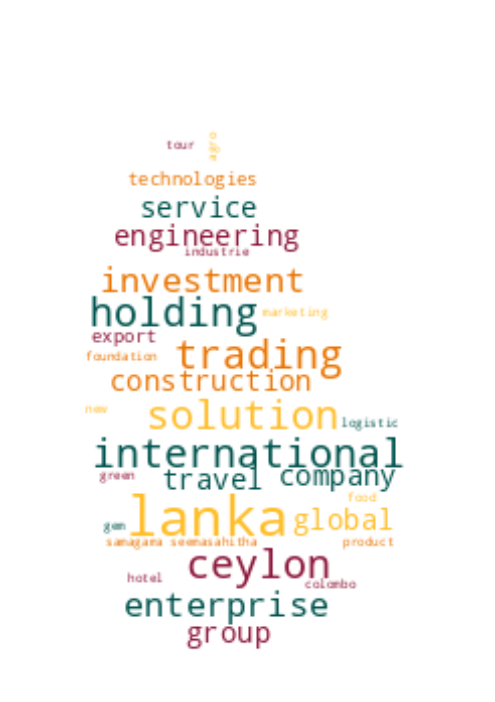 tour agro
technologies
service
engineering
industrie
investment
holding marketing
export
foundation trading
construction
new solution logistic
international
green travel company
food
gem lanka global
samagama seemasahitha product
ceylon
hotel colombo
enterprise
group